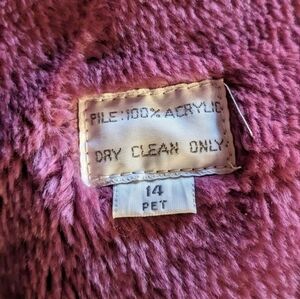 PILE:100% ACRYLIC
DRY CLEAN ONLY
14
PET